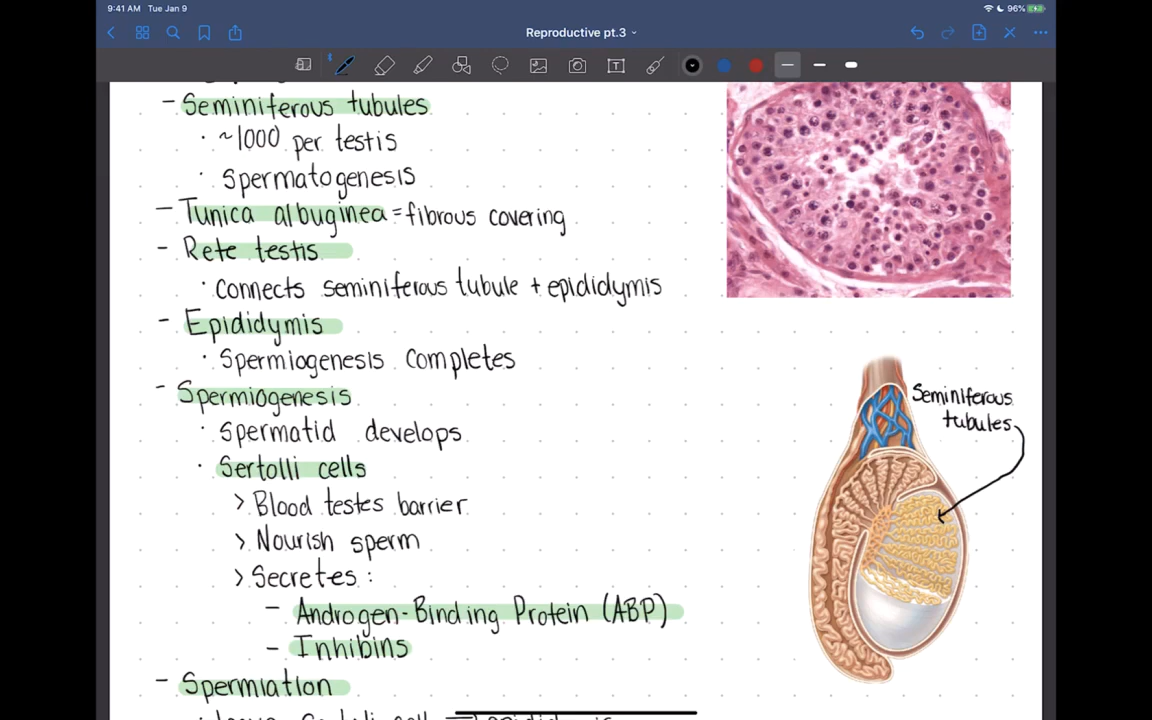 9:41 AM Tue Jan 9
96%
Reproductive pt.3
- Seminiferous tubules
· ~1000 per testis
· Spermatogenesis
- Tunica albuginea = fibrous covering
- Rete testis
· Connects seminiferous tubule + epididymis
- Epididymis
· Spermiogenesis completes
- Spermiogenesis
· Spermatid develops
· Sertolli cells
> Blood testes barrier
> Nourish sperm
> Secretes :
- Androgen-Binding Protein (ABP)
- Inhibins
- Spermiation
Seminiferous
tubules